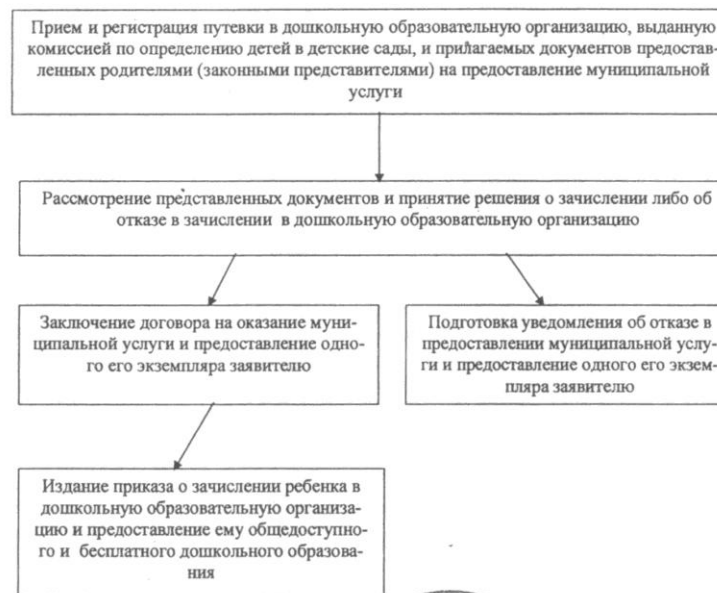 Прием и регистрация путевки в дошкольную образовательную организацию, выданную
комиссией по определению детей в детские сады, и прилагаемых документов предостав-
ленных родителями (законными представителями) на предоставление муниципальной
услуги
Рассмотрение представленных документов и принятие решения о зачислении либо об
отказе в зачислении в дошкольную образовательную организацию
Заключение договора на оказание муни-
ципальной услуги и предоставление одно-
го его экземпляра заявителю
Подготовка уведомления об отказе в
предоставлении муниципальной услу-
ги и предоставление одного его экзем-
пляра заявителю
Издание приказа о зачислении ребенка в
дошкольную образовательную организа-
цию и предоставление ему общедоступно-
го и бесплатного дошкольного образова-
ния